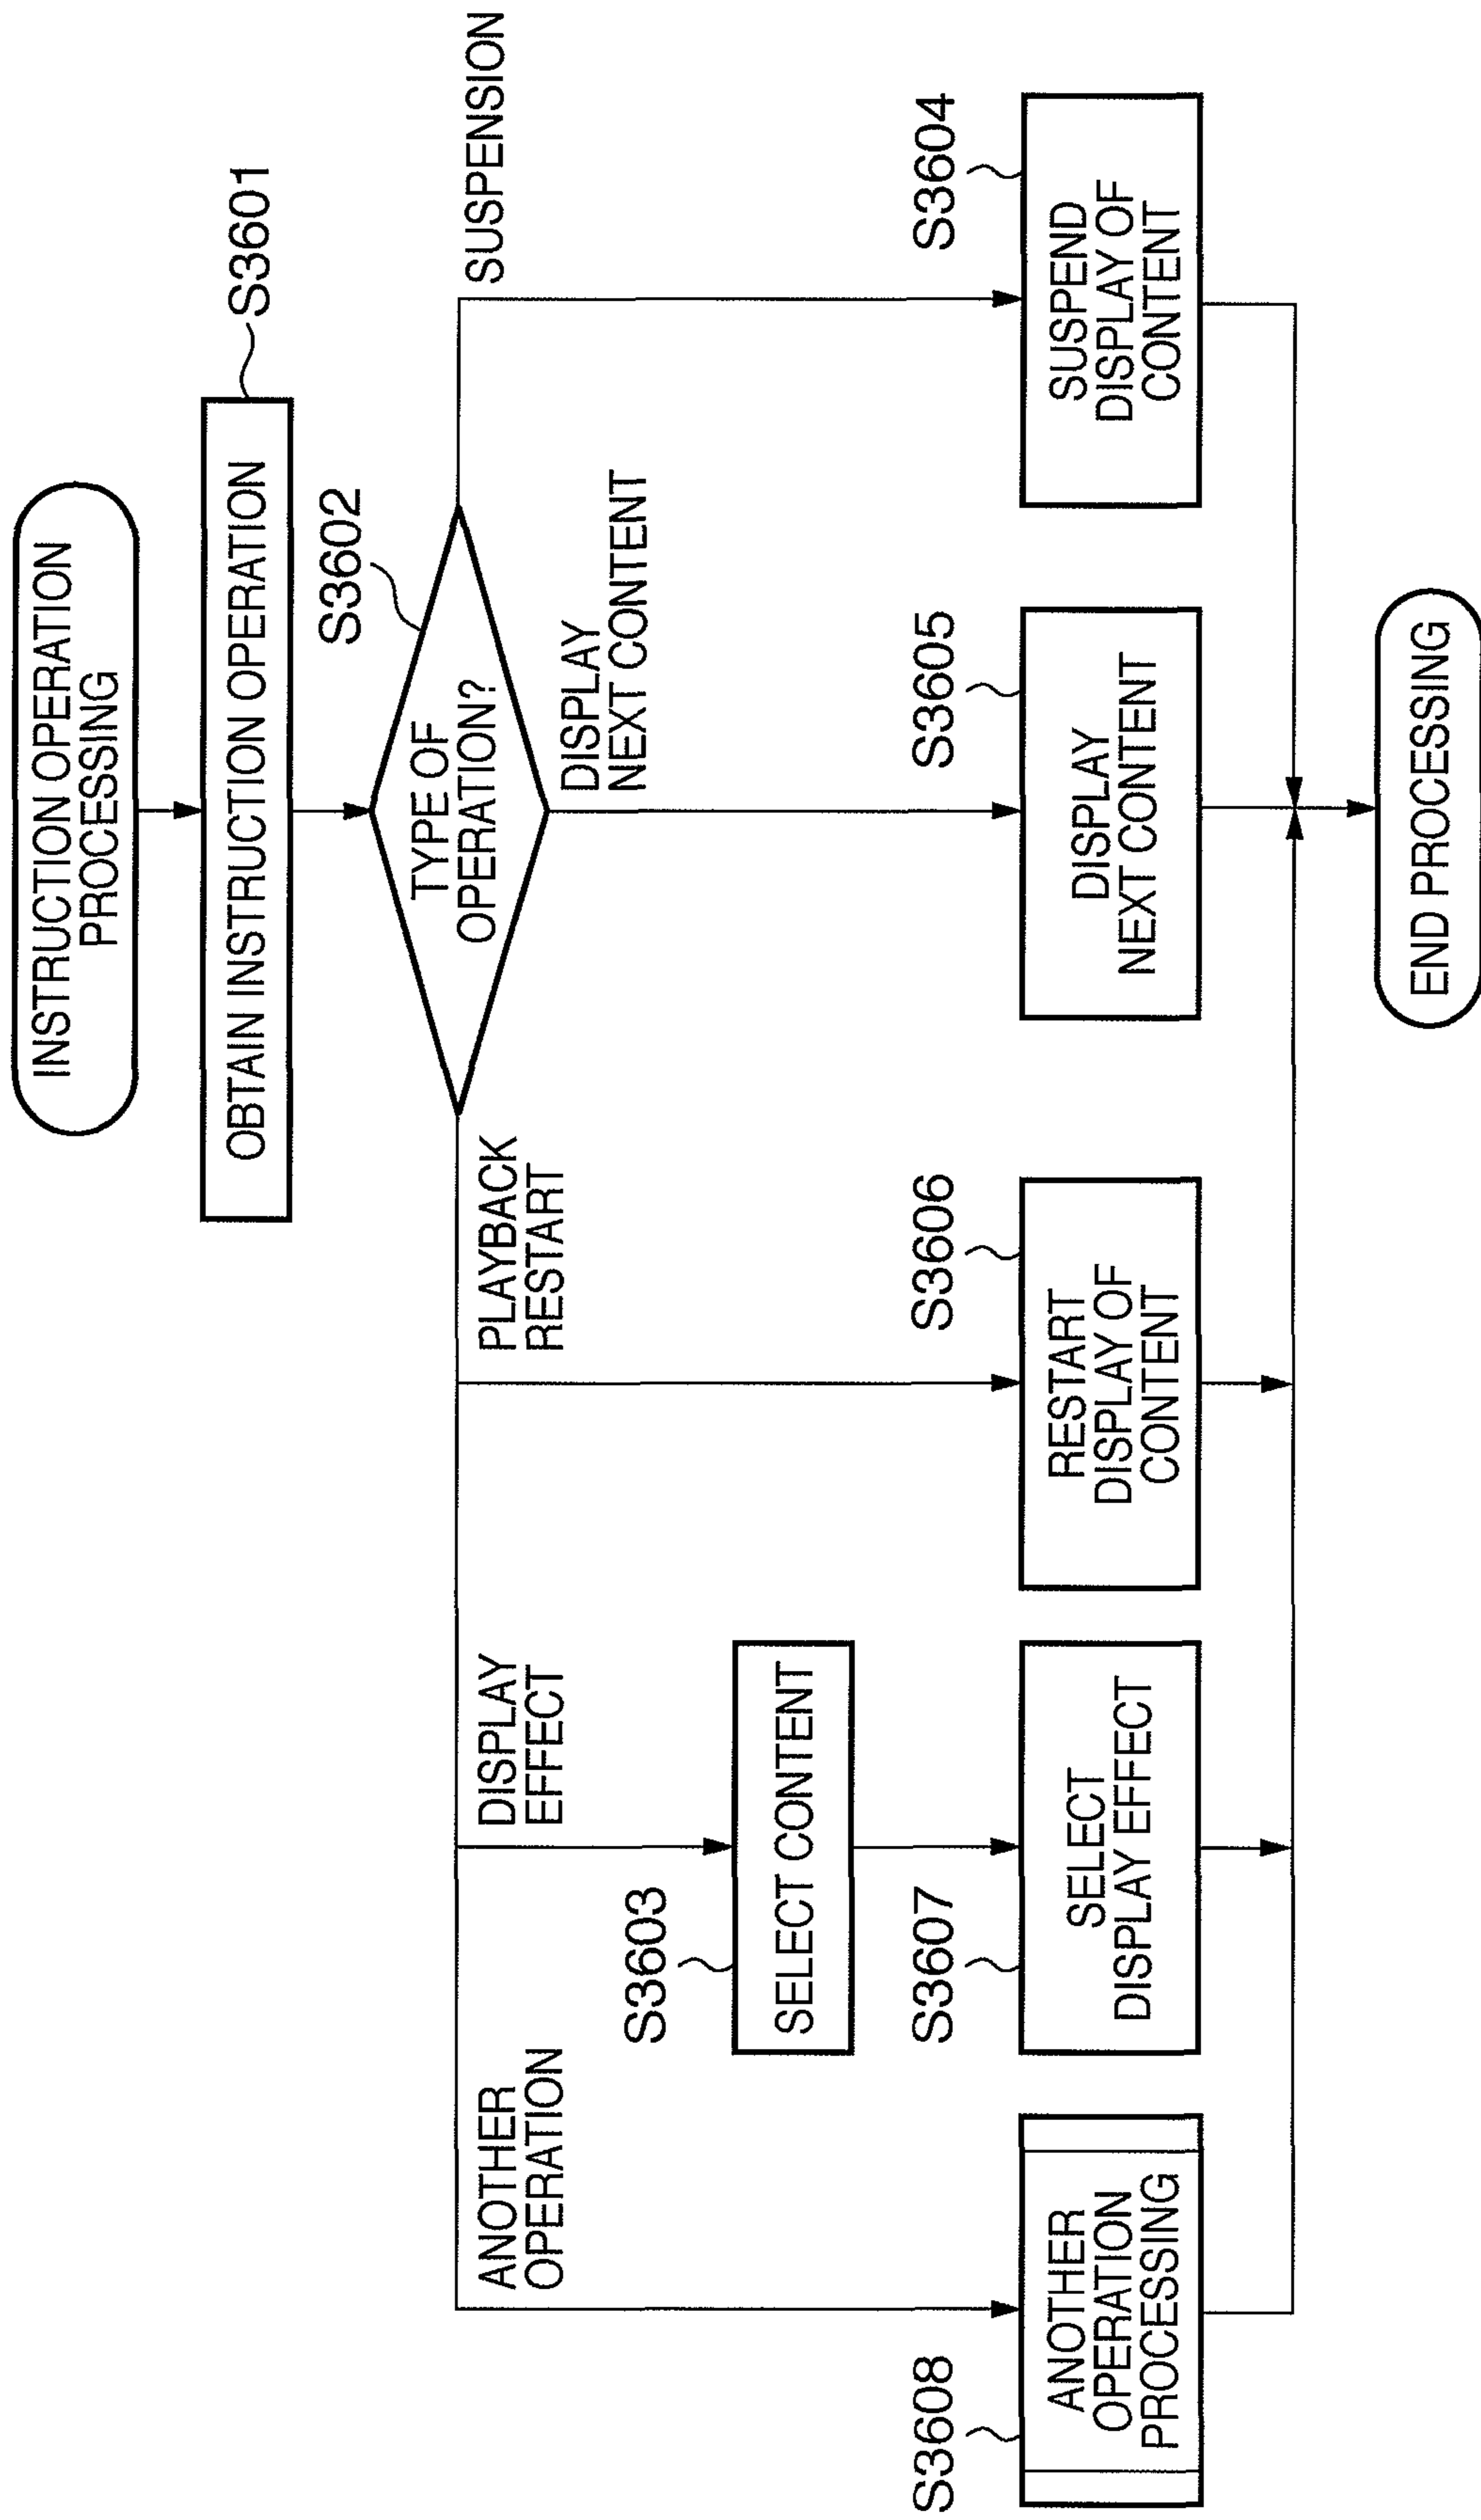 INSTRUCTION OPERATION
PROCESSING
OBTAIN INSTRUCTION OPERATION
S3601
S3602
TYPE OF
OPERATION?
ANOTHER
OPERATION
DISPLAY
EFFECT
PLAYBACK
RESTART
DISPLAY
NEXT CONTENT
SUSPENSION
S3603
SELECT CONTENT
S3608
ANOTHER
OPERATION
PROCESSING
S3607
SELECT
DISPLAY EFFECT
S3606
RESTART
DISPLAY OF
CONTENT
S3605
DISPLAY
NEXT CONTENT
S3604
SUSPEND
DISPLAY OF
CONTENT
END PROCESSING